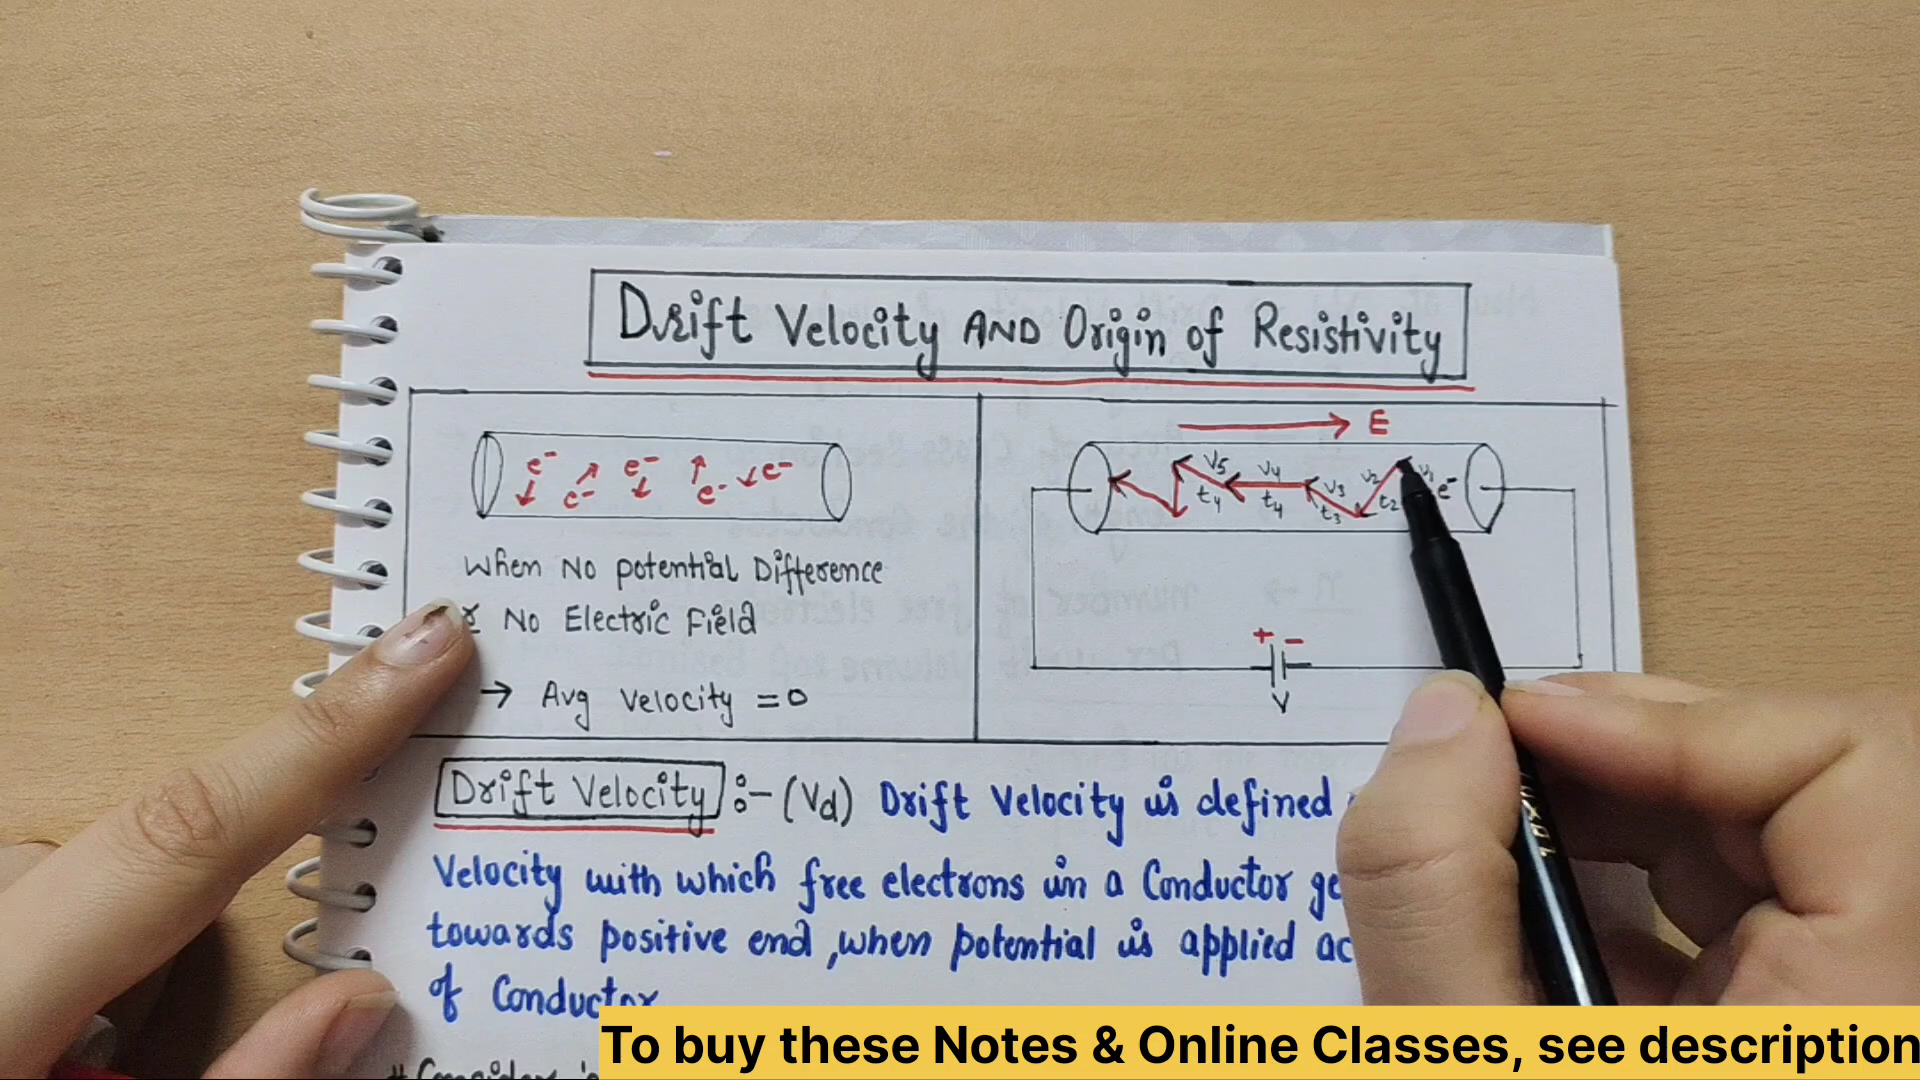 Drift Velocity AND Origin of Resistivity
e⁻ e⁻ e⁻ e⁻ e⁻
When No potential Difference
No Electric Field
→ Avg Velocity = 0
→ E
V5 V4 V3 V2 V1
t4 t4 t3 t2 e⁻
+ −
V
Drift Velocity :- (Vd) Drift Velocity is defined
Velocity with which free electrons in a Conductor ge
towards positive end, when potential is applied ac
of Conductor
# Consider
To buy these Notes & Online Classes, see description